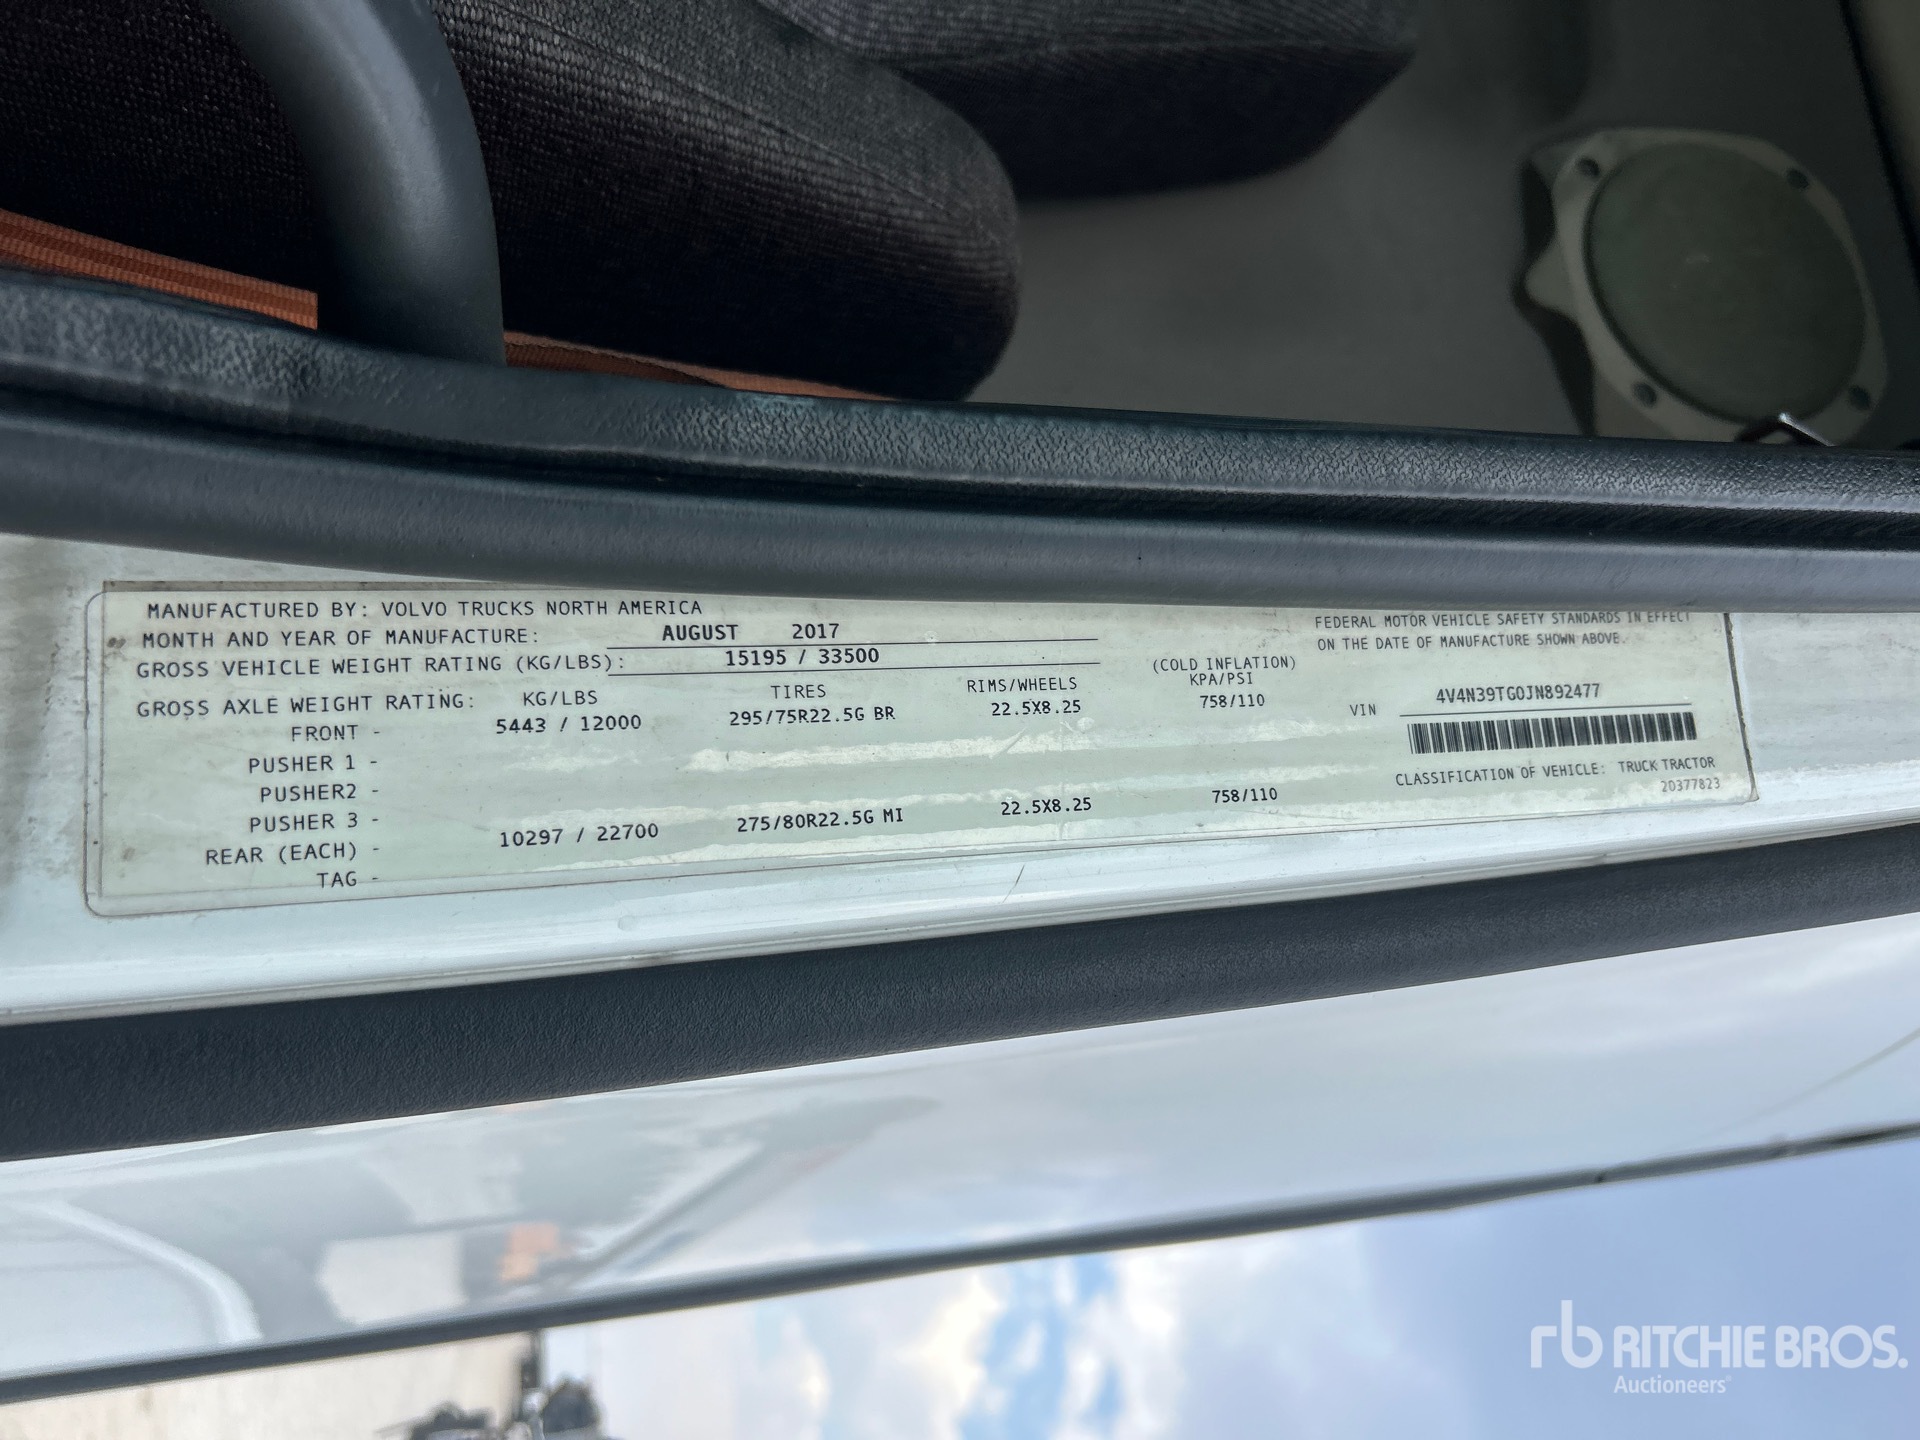 MANUFACTURED BY: VOLVO TRUCKS NORTH AMERICA
MONTH AND YEAR OF MANUFACTURE: AUGUST 2017
GROSS VEHICLE WEIGHT RATING (KG/LBS): 15195 / 33500
GROSS AXLE WEIGHT RATING: KG/LBS TIRES RIMS/WHEELS (COLD INFLATION) KPA/PSI
FRONT - 5443 / 12000 295/75R22.5G BR 22.5X8.25 758/110
PUSHER 1 -
PUSHER2 -
PUSHER 3 -
REAR (EACH) - 10297 / 22700 275/80R22.5G MI 22.5X8.25 758/110
TAG -
FEDERAL MOTOR VEHICLE SAFETY STANDARDS IN EFFECT
ON THE DATE OF MANUFACTURE SHOWN ABOVE.
VIN 4V4N39TG0JN892477
CLASSIFICATION OF VEHICLE: TRUCK TRACTOR
20377823
rb RITCHIE BROS.
Auctioneers